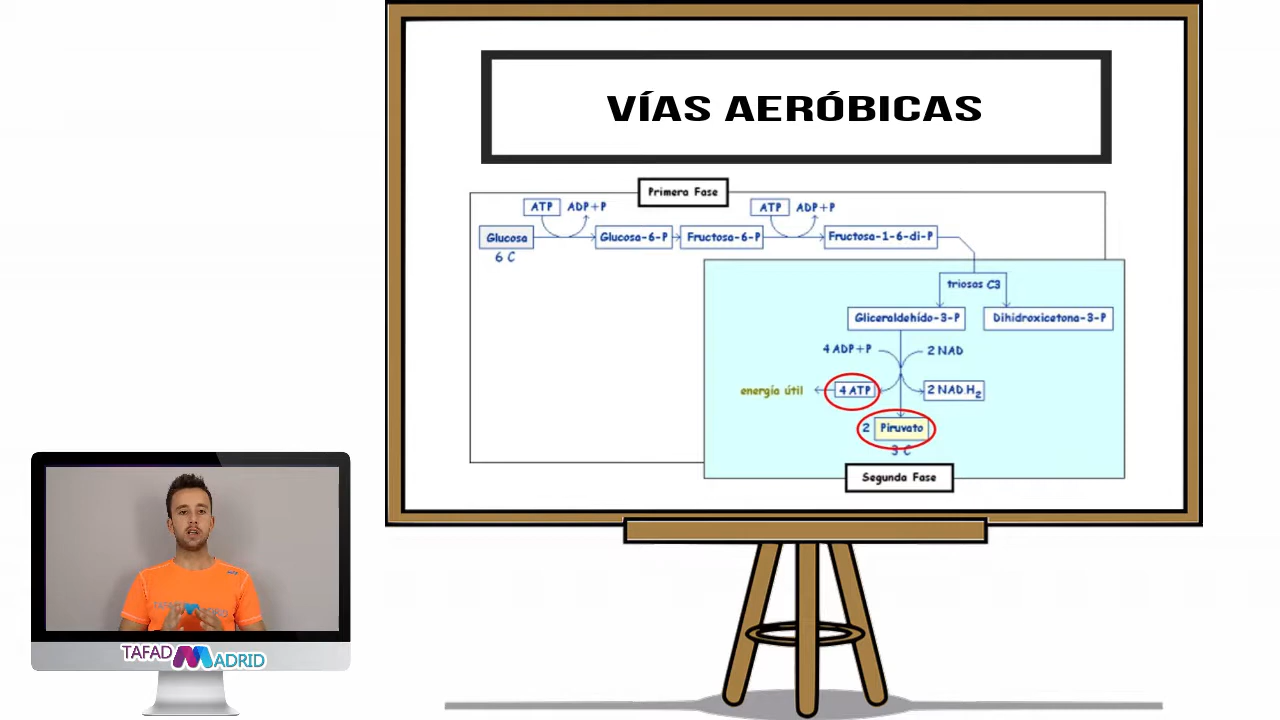 VÍAS AERÓBICAS
Primera Fase
ATP ADP+P ATP ADP+P
Glucosa Glucosa-6-P Fructosa-6-P Fructosa-1-6-di-P
6 C
triosas C3
Gliceraldehído-3-P Dihidroxicetona-3-P
4 ADP+P 2 NAD
energía útil 4 ATP 2 NAD.H2
2 Piruvato
3 C
Segunda Fase
TAFAD MADRID